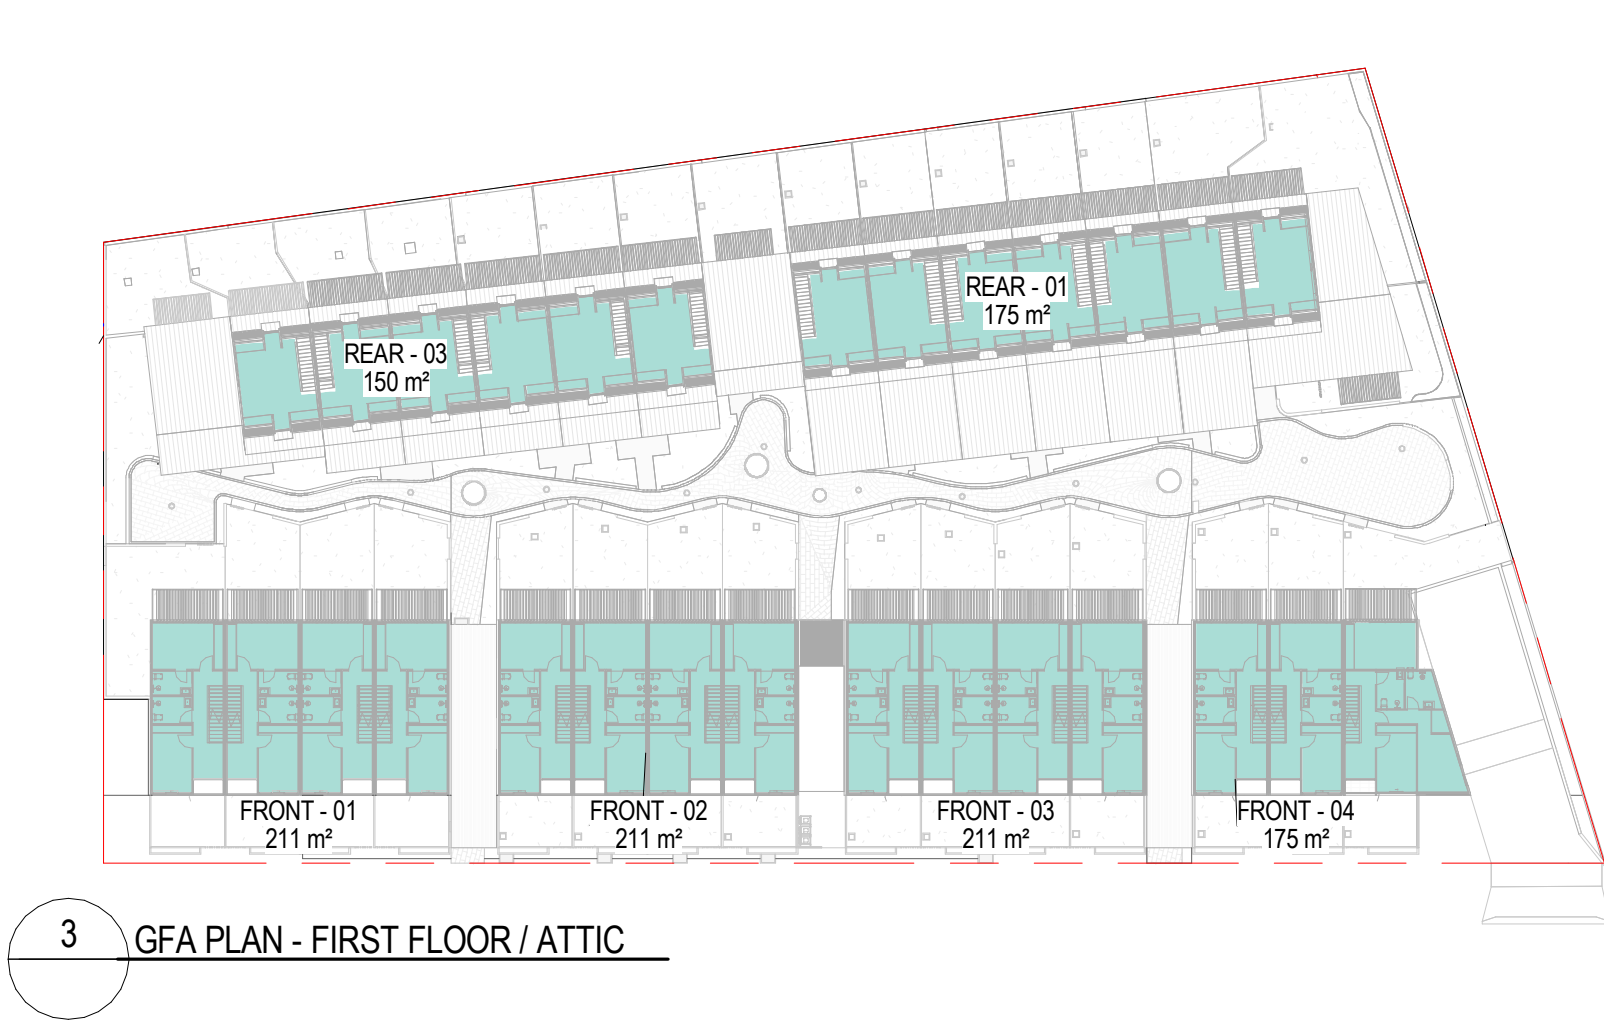 REAR - 01
175 m²
REAR - 03
150 m²
FRONT - 01
211 m²
FRONT - 02
211 m²
FRONT - 03
211 m²
FRONT - 04
175 m²
3
GFA PLAN - FIRST FLOOR / ATTIC